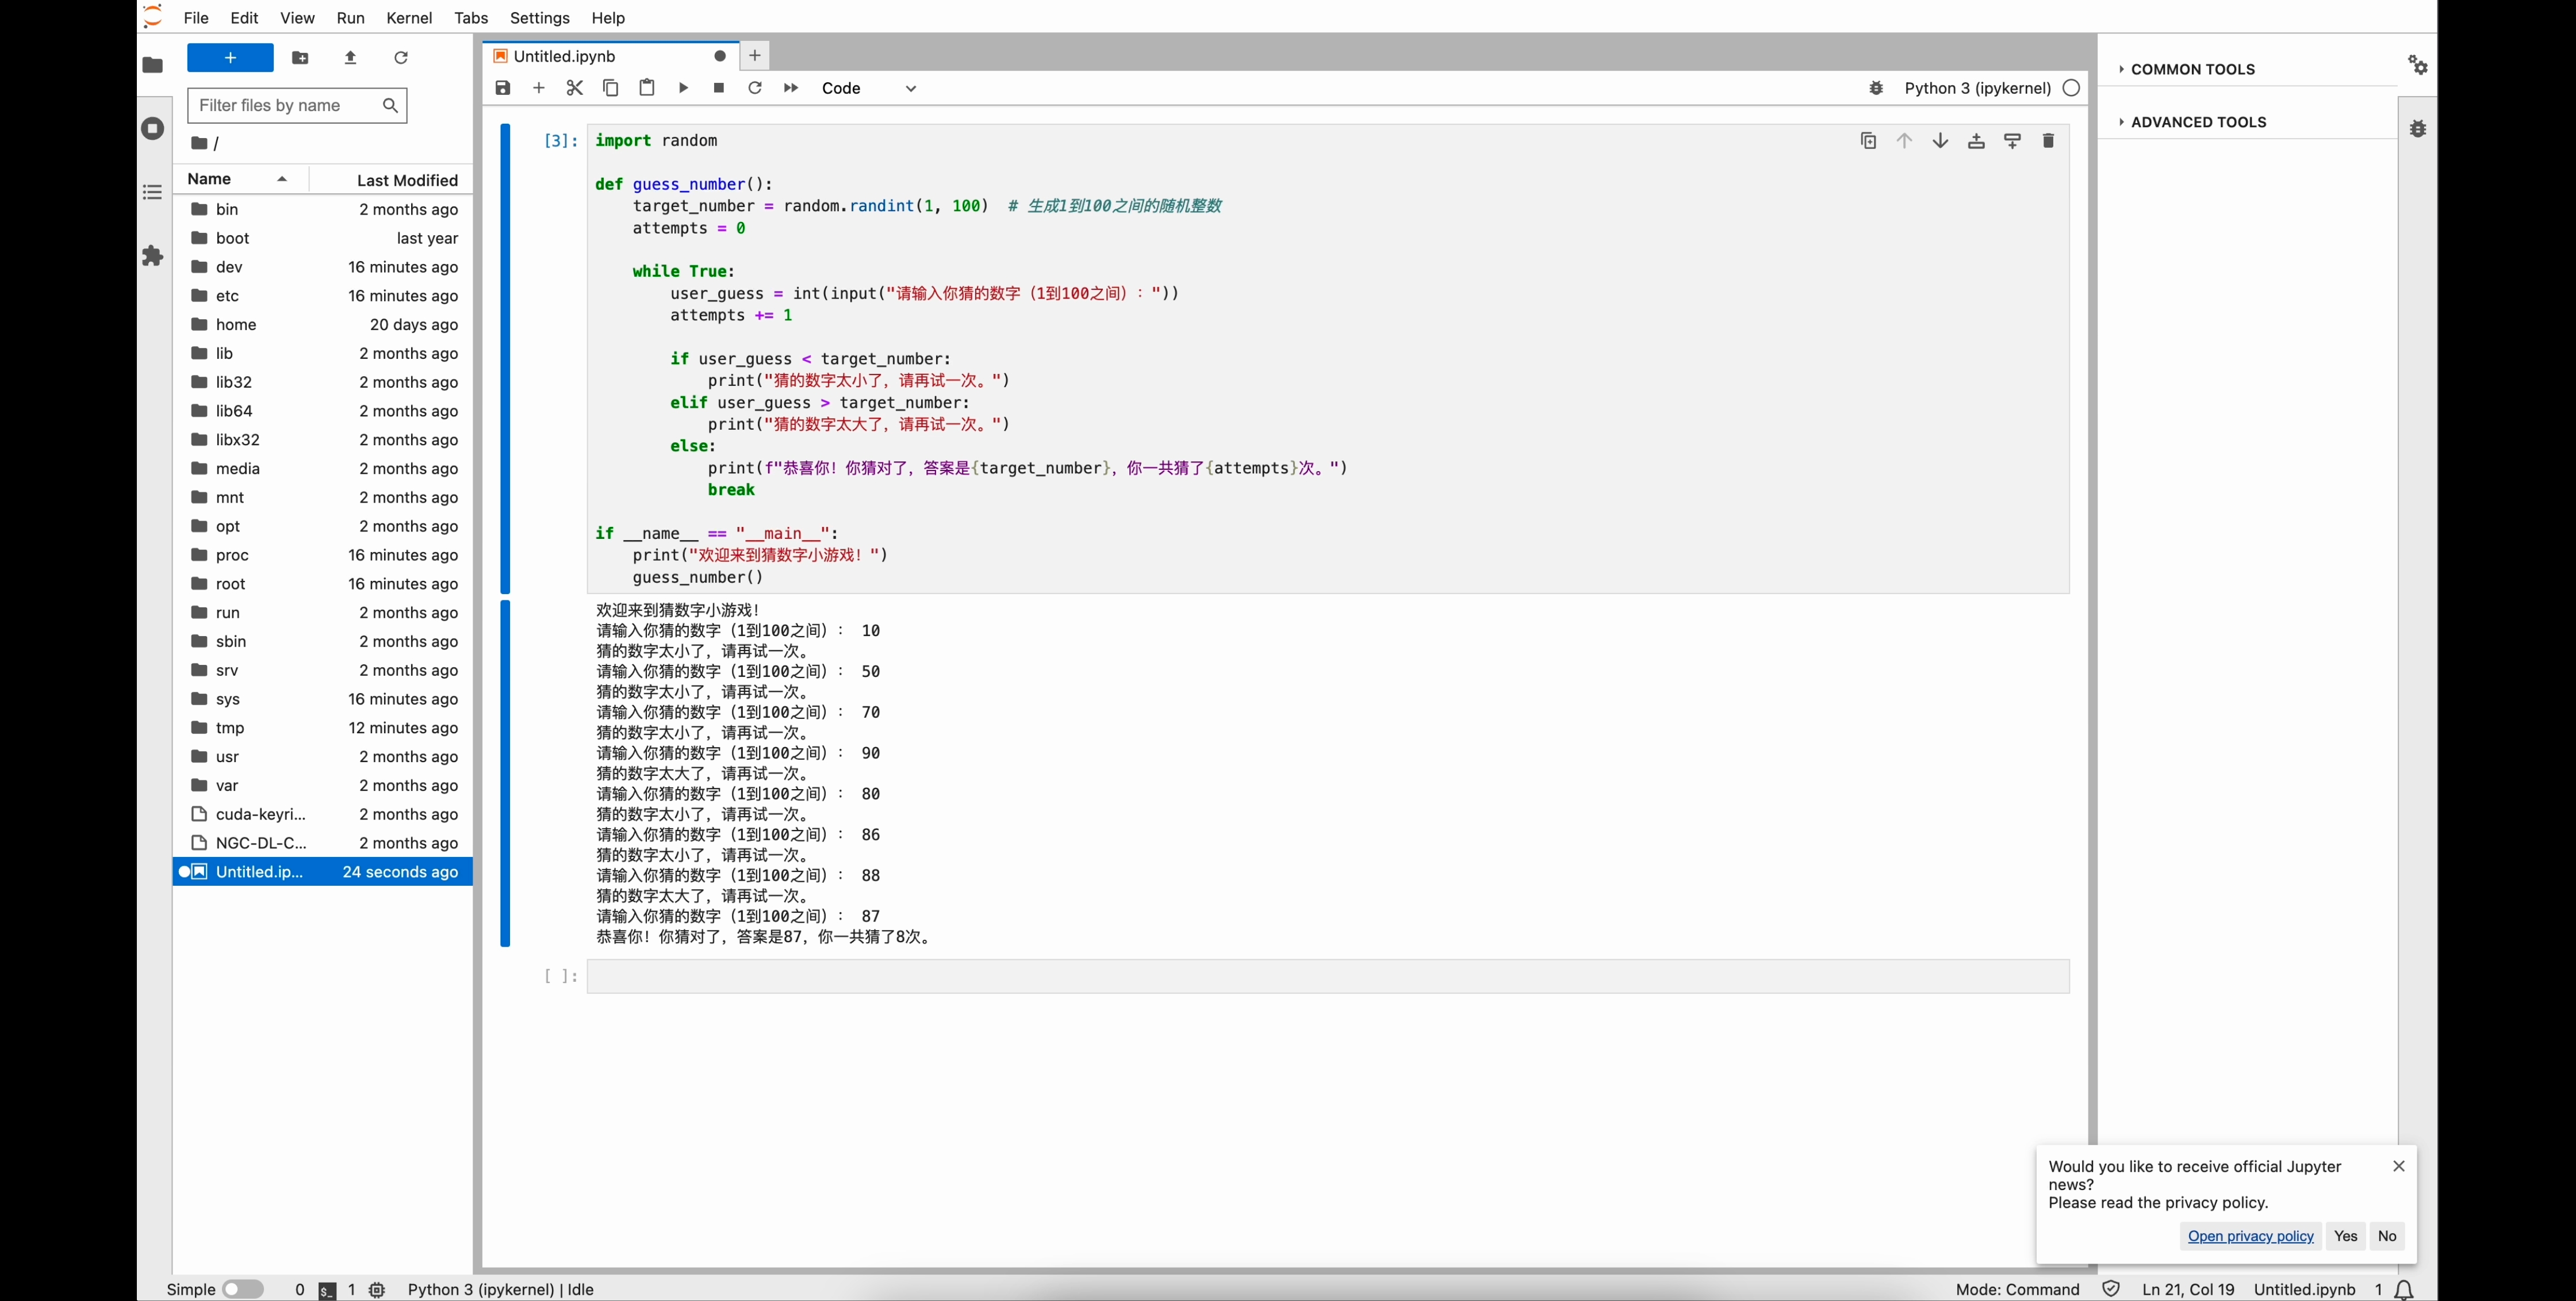 File Edit View Run Kernel Tabs Settings Help
+
Filter files by name
/
Name Last Modified
bin 2 months ago
boot last year
dev 16 minutes ago
etc 16 minutes ago
home 20 days ago
lib 2 months ago
lib32 2 months ago
lib64 2 months ago
libx32 2 months ago
media 2 months ago
mnt 2 months ago
opt 2 months ago
proc 16 minutes ago
root 16 minutes ago
run 2 months ago
sbin 2 months ago
srv 2 months ago
sys 16 minutes ago
tmp 12 minutes ago
usr 2 months ago
var 2 months ago
cuda-keyri... 2 months ago
NGC-DL-C... 2 months ago
Untitled.ip... 24 seconds ago
Untitled.ipynb
Code
Python 3 (ipykernel)
[3]: import random
def guess_number():
target_number = random.randint(1, 100) # 生成1到100之间的随机整数
attempts = 0
while True:
user_guess = int(input("请输入你猜的数字（1到100之间）："))
attempts += 1
if user_guess < target_number:
print("猜的数字太小了，请再试一次。")
elif user_guess > target_number:
print("猜的数字太大了，请再试一次。")
else:
print(f"恭喜你！你猜对了，答案是{target_number}，你一共猜了{attempts}次。")
break
if __name__ == "__main__":
print("欢迎来到猜数字小游戏！")
guess_number()
欢迎来到猜数字小游戏！
请输入你猜的数字（1到100之间）： 10
猜的数字太小了，请再试一次。
请输入你猜的数字（1到100之间）： 50
猜的数字太小了，请再试一次。
请输入你猜的数字（1到100之间）： 70
猜的数字太小了，请再试一次。
请输入你猜的数字（1到100之间）： 90
猜的数字太大了，请再试一次。
请输入你猜的数字（1到100之间）： 80
猜的数字太小了，请再试一次。
请输入你猜的数字（1到100之间）： 86
猜的数字太小了，请再试一次。
请输入你猜的数字（1到100之间）： 88
猜的数字太大了，请再试一次。
请输入你猜的数字（1到100之间）： 87
恭喜你！你猜对了，答案是87，你一共猜了8次。
[ ]:
COMMON TOOLS
ADVANCED TOOLS
Would you like to receive official Jupyter
news?
Please read the privacy policy.
Open privacy policy Yes No
Simple 0 $_ 1 Python 3 (ipykernel) | Idle
Mode: Command Ln 21, Col 19 Untitled.ipynb 1